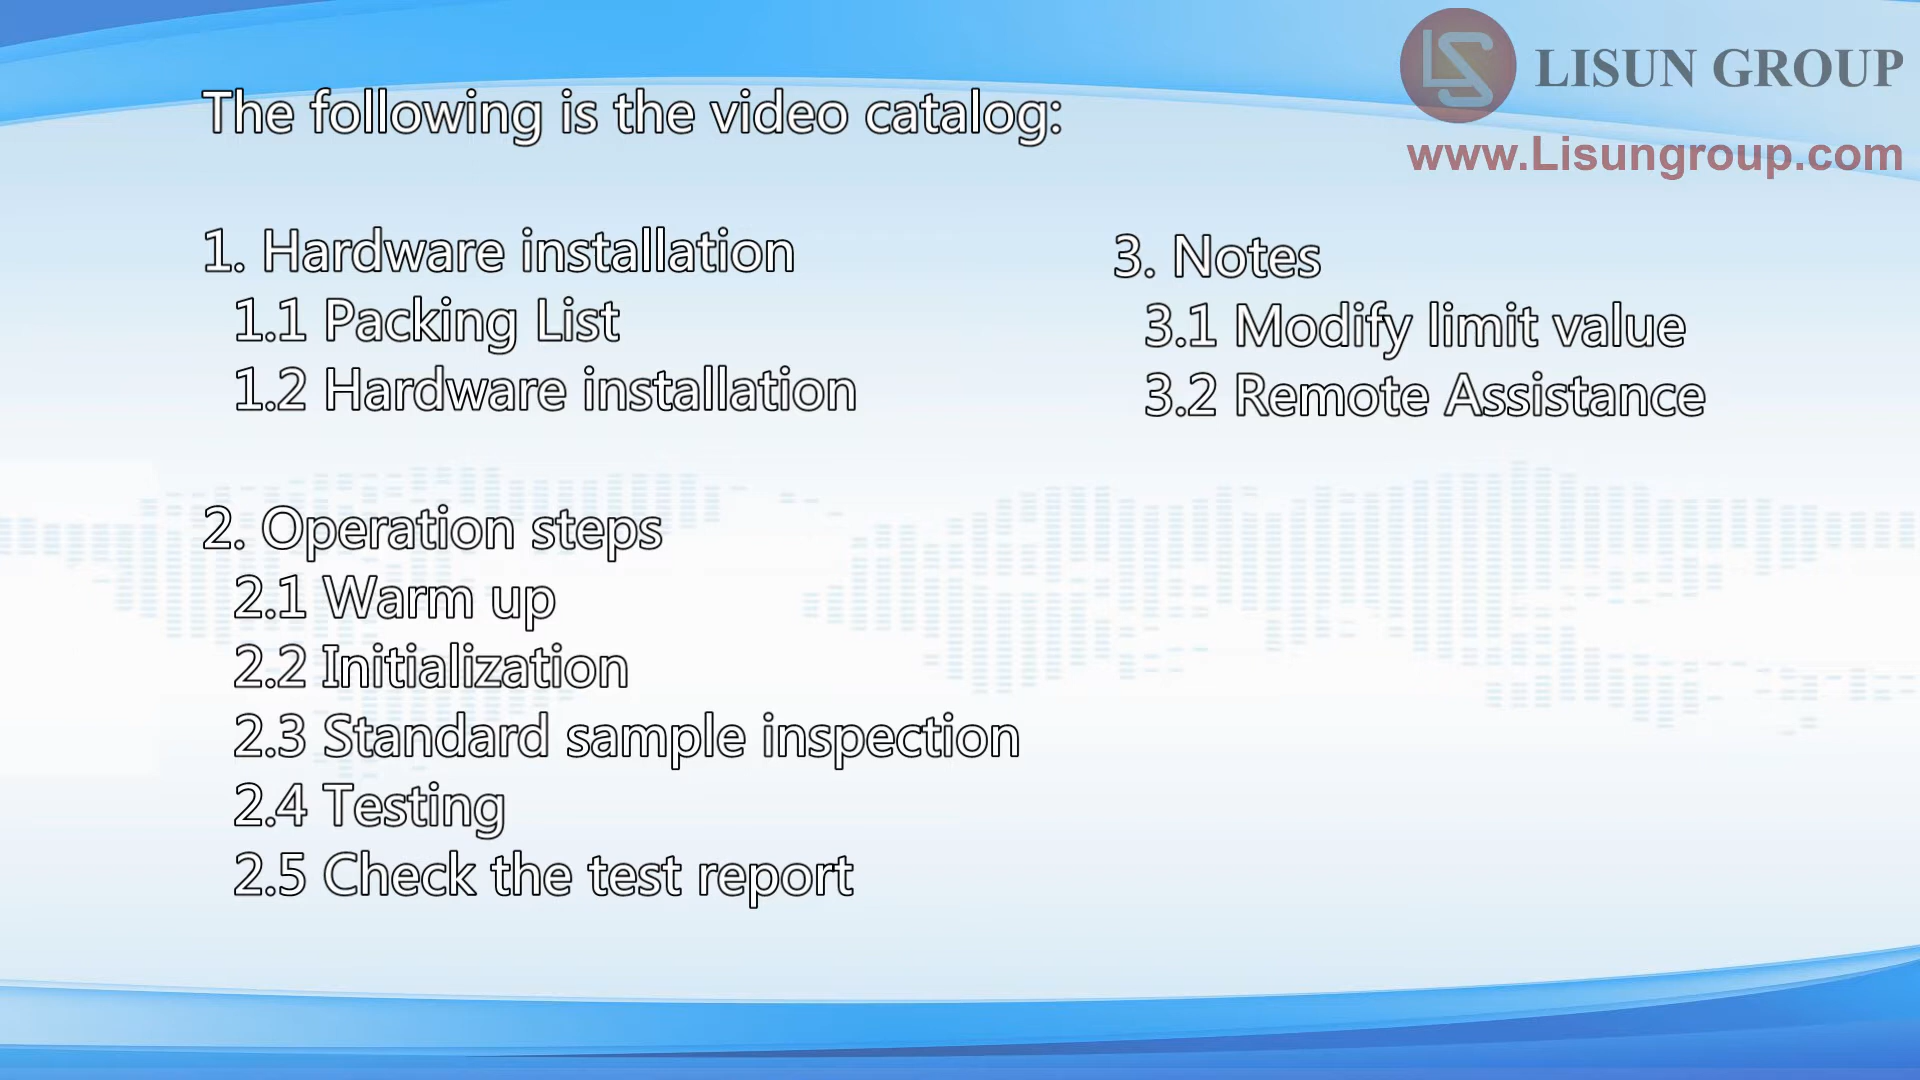 LISUN GROUP
www.Lisungroup.com
The following is the video catalog:
1. Hardware installation
1.1 Packing List
1.2 Hardware installation
2. Operation steps
2.1 Warm up
2.2 Initialization
2.3 Standard sample inspection
2.4 Testing
2.5 Check the test report
3. Notes
3.1 Modify limit value
3.2 Remote Assistance